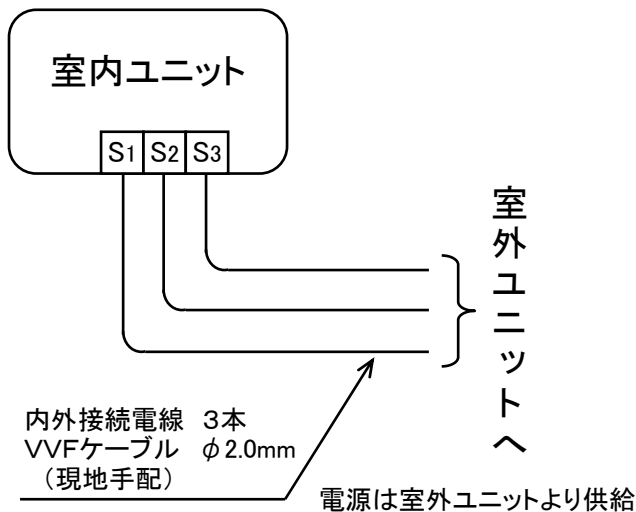 室内ユニット
S1 S2 S3
室外ユニットへ
内外接続電線 3本
VVFケーブル φ2.0mm
(現地手配)
電源は室外ユニットより供給